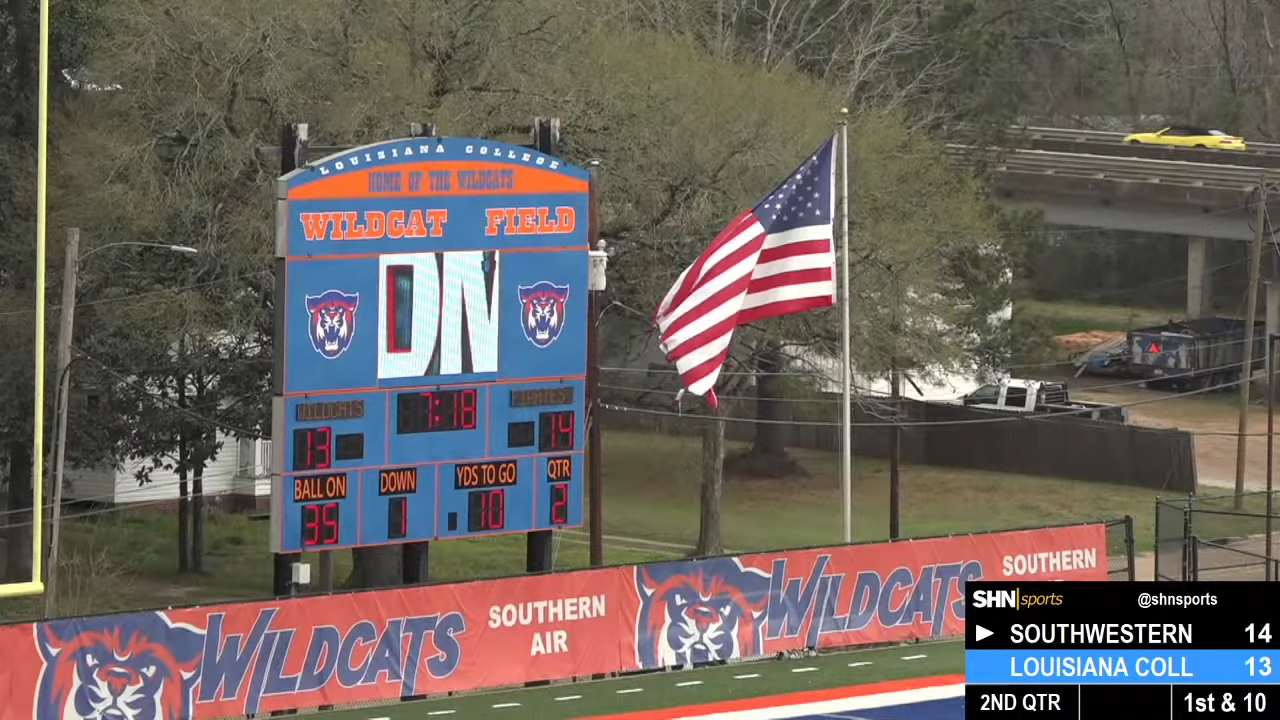 LOUISIANA COLLEGE
HOME OF THE WILDCATS
WILDCAT FIELD
WILDCATS 7:18 PIRATES
13 14
BALL ON DOWN YDS TO GO QTR
35 1 10 2
WILDCATS
SOUTHERN
AIR
WILDCATS
SOUTHERN
SHN sports @shnsports
SOUTHWESTERN 14
LOUISIANA COLL 13
2ND QTR 1st & 10